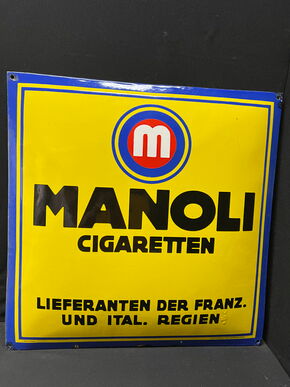 m
MANOLI
CIGARETTEN
LIEFERANTEN DER FRANZ.
UND ITAL. REGIEN